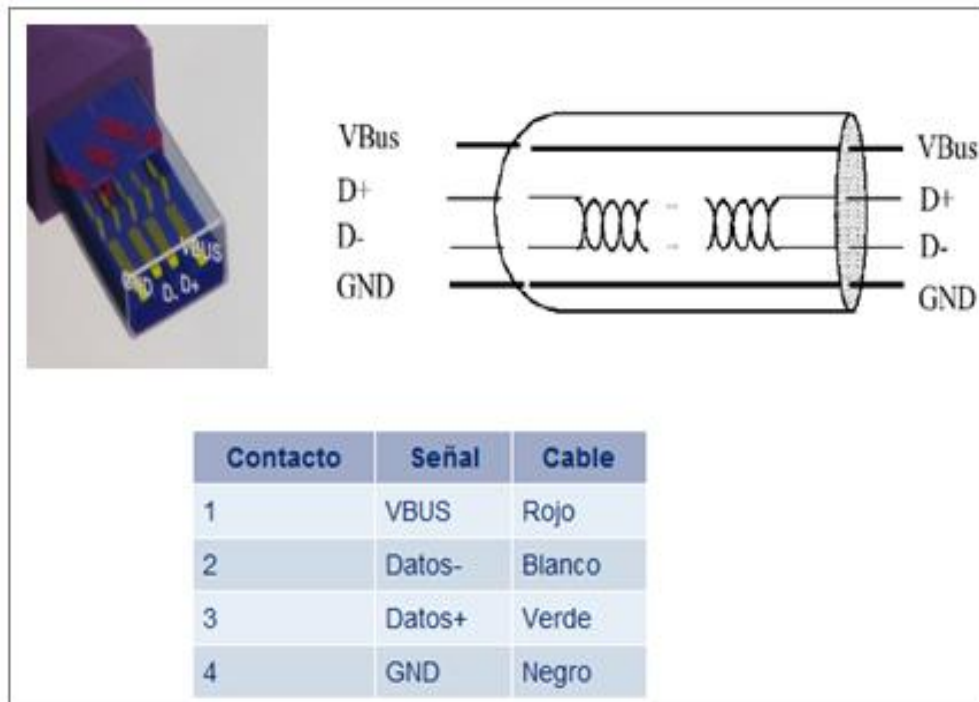 GND D- D+ VBUS
VBus
D+
D-
GND
VBus
D+
D-
GND
Contacto Señal Cable
1 VBUS Rojo
2 Datos- Blanco
3 Datos+ Verde
4 GND Negro